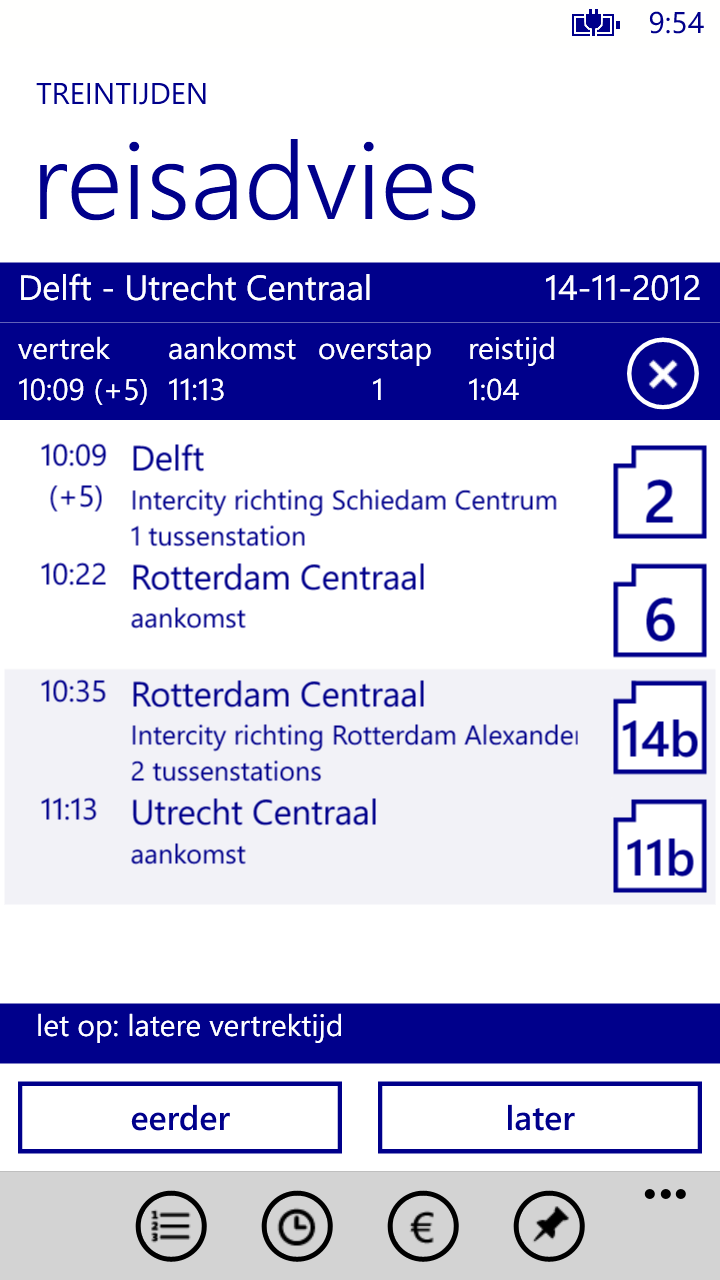 9:54
TREINTIJDEN
reisadvies
Delft - Utrecht Centraal 14-11-2012
vertrek aankomst overstap reistijd
10:09 (+5) 11:13 1 1:04
10:09 Delft
(+5) Intercity richting Schiedam Centrum 2
1 tussenstation
10:22 Rotterdam Centraal
aankomst 6
10:35 Rotterdam Centraal
Intercity richting Rotterdam Alexander 14b
2 tussenstations
11:13 Utrecht Centraal
aankomst 11b
let op: latere vertrektijd
eerder later
1
2
3
€